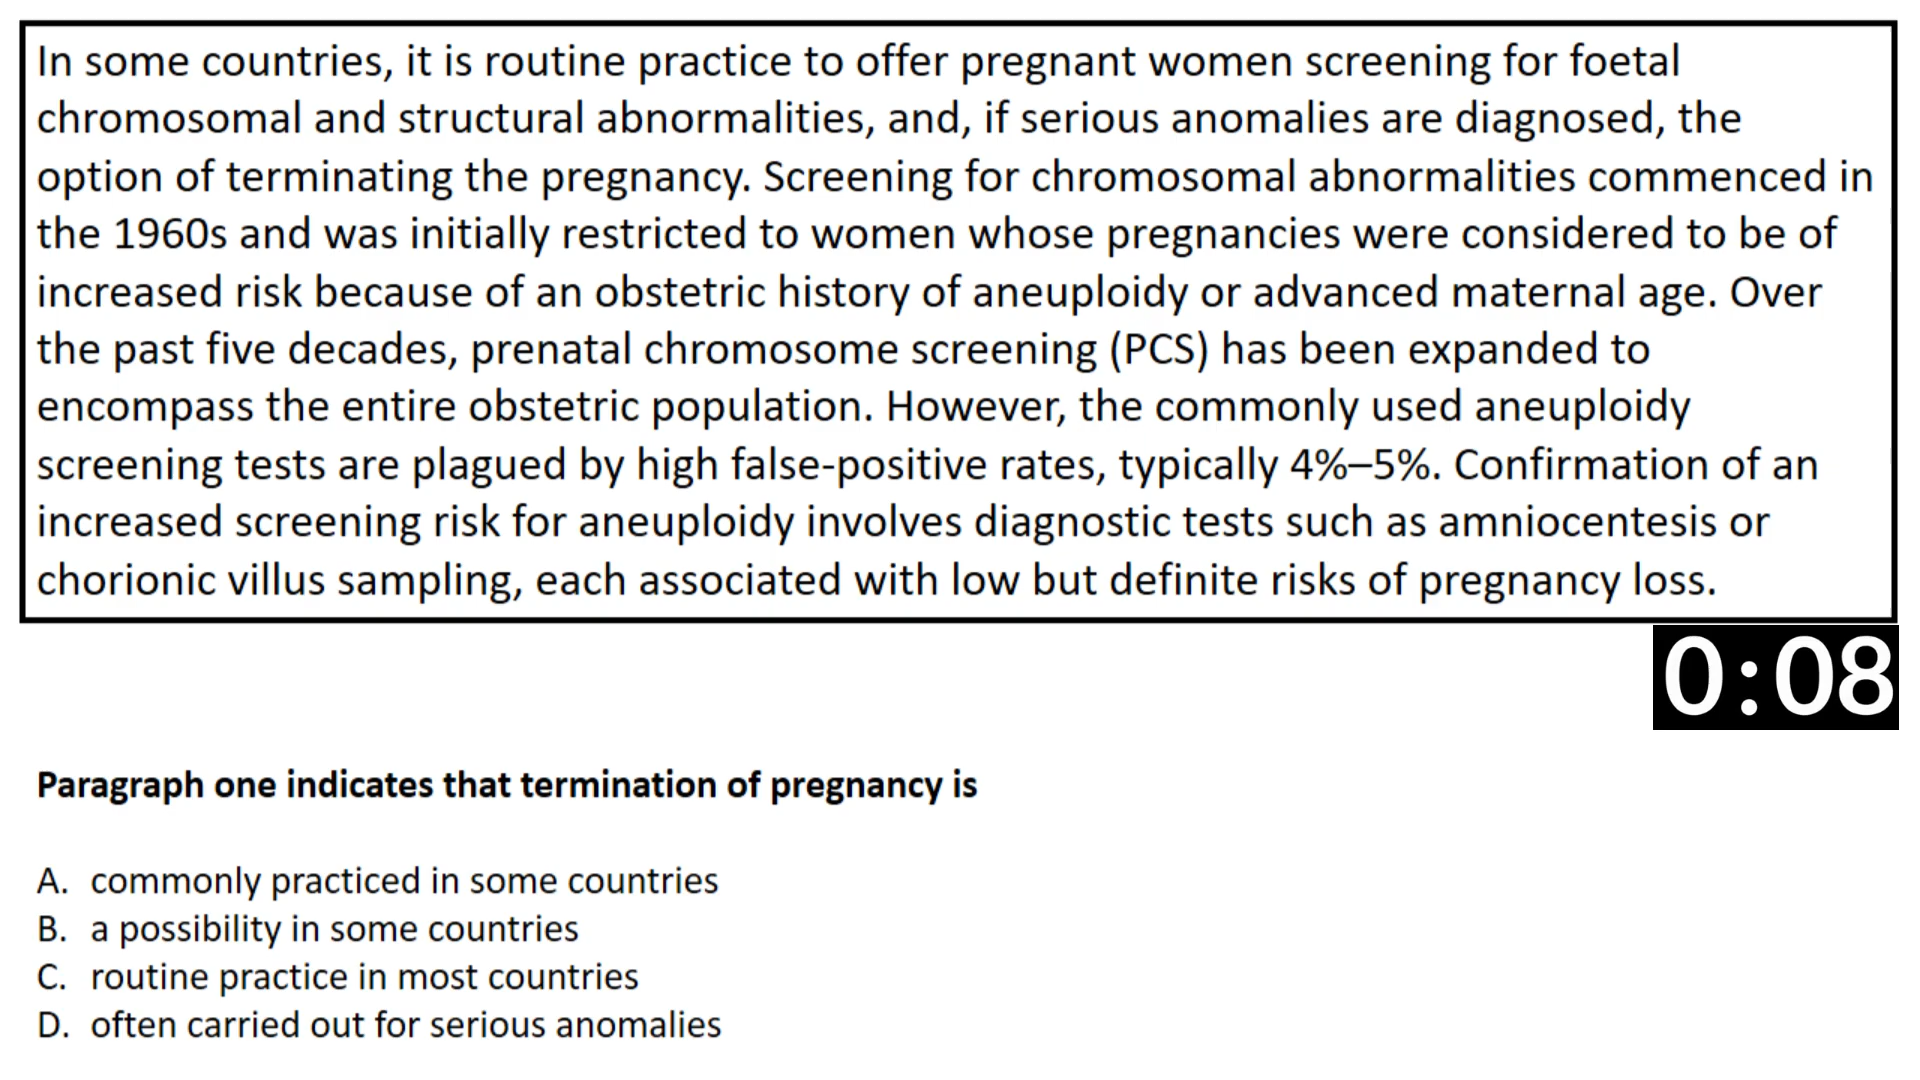 In some countries, it is routine practice to offer pregnant women screening for foetal
chromosomal and structural abnormalities, and, if serious anomalies are diagnosed, the
option of terminating the pregnancy. Screening for chromosomal abnormalities commenced in
the 1960s and was initially restricted to women whose pregnancies were considered to be of
increased risk because of an obstetric history of aneuploidy or advanced maternal age. Over
the past five decades, prenatal chromosome screening (PCS) has been expanded to
encompass the entire obstetric population. However, the commonly used aneuploidy
screening tests are plagued by high false-positive rates, typically 4%–5%. Confirmation of an
increased screening risk for aneuploidy involves diagnostic tests such as amniocentesis or
chorionic villus sampling, each associated with low but definite risks of pregnancy loss.
0:08
Paragraph one indicates that termination of pregnancy is
A. commonly practiced in some countries
B. a possibility in some countries
C. routine practice in most countries
D. often carried out for serious anomalies